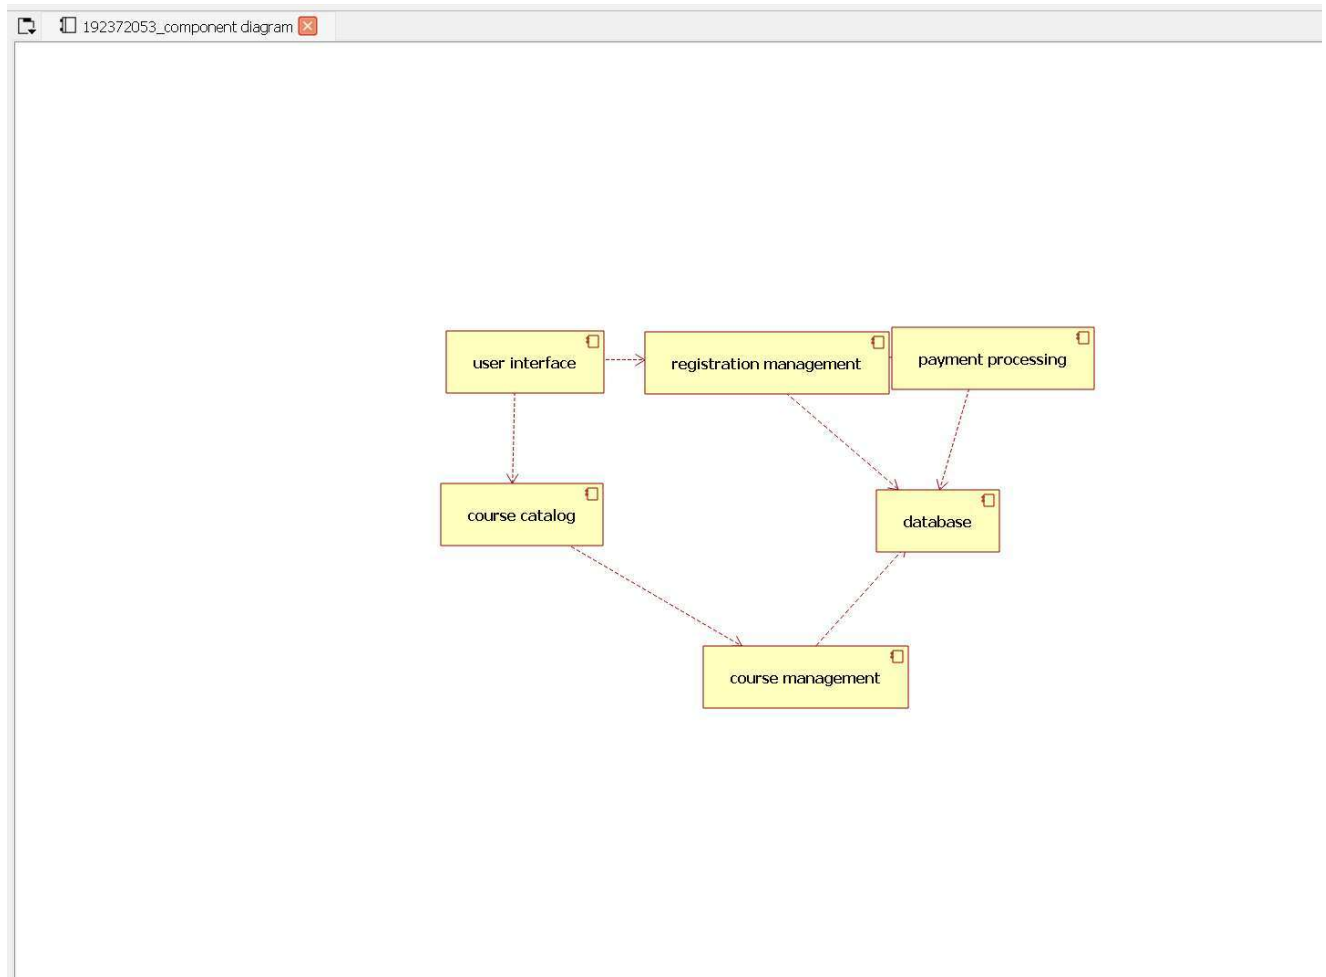 192372053_component diagram
user interface
registration management
payment processing
course catalog
database
course management